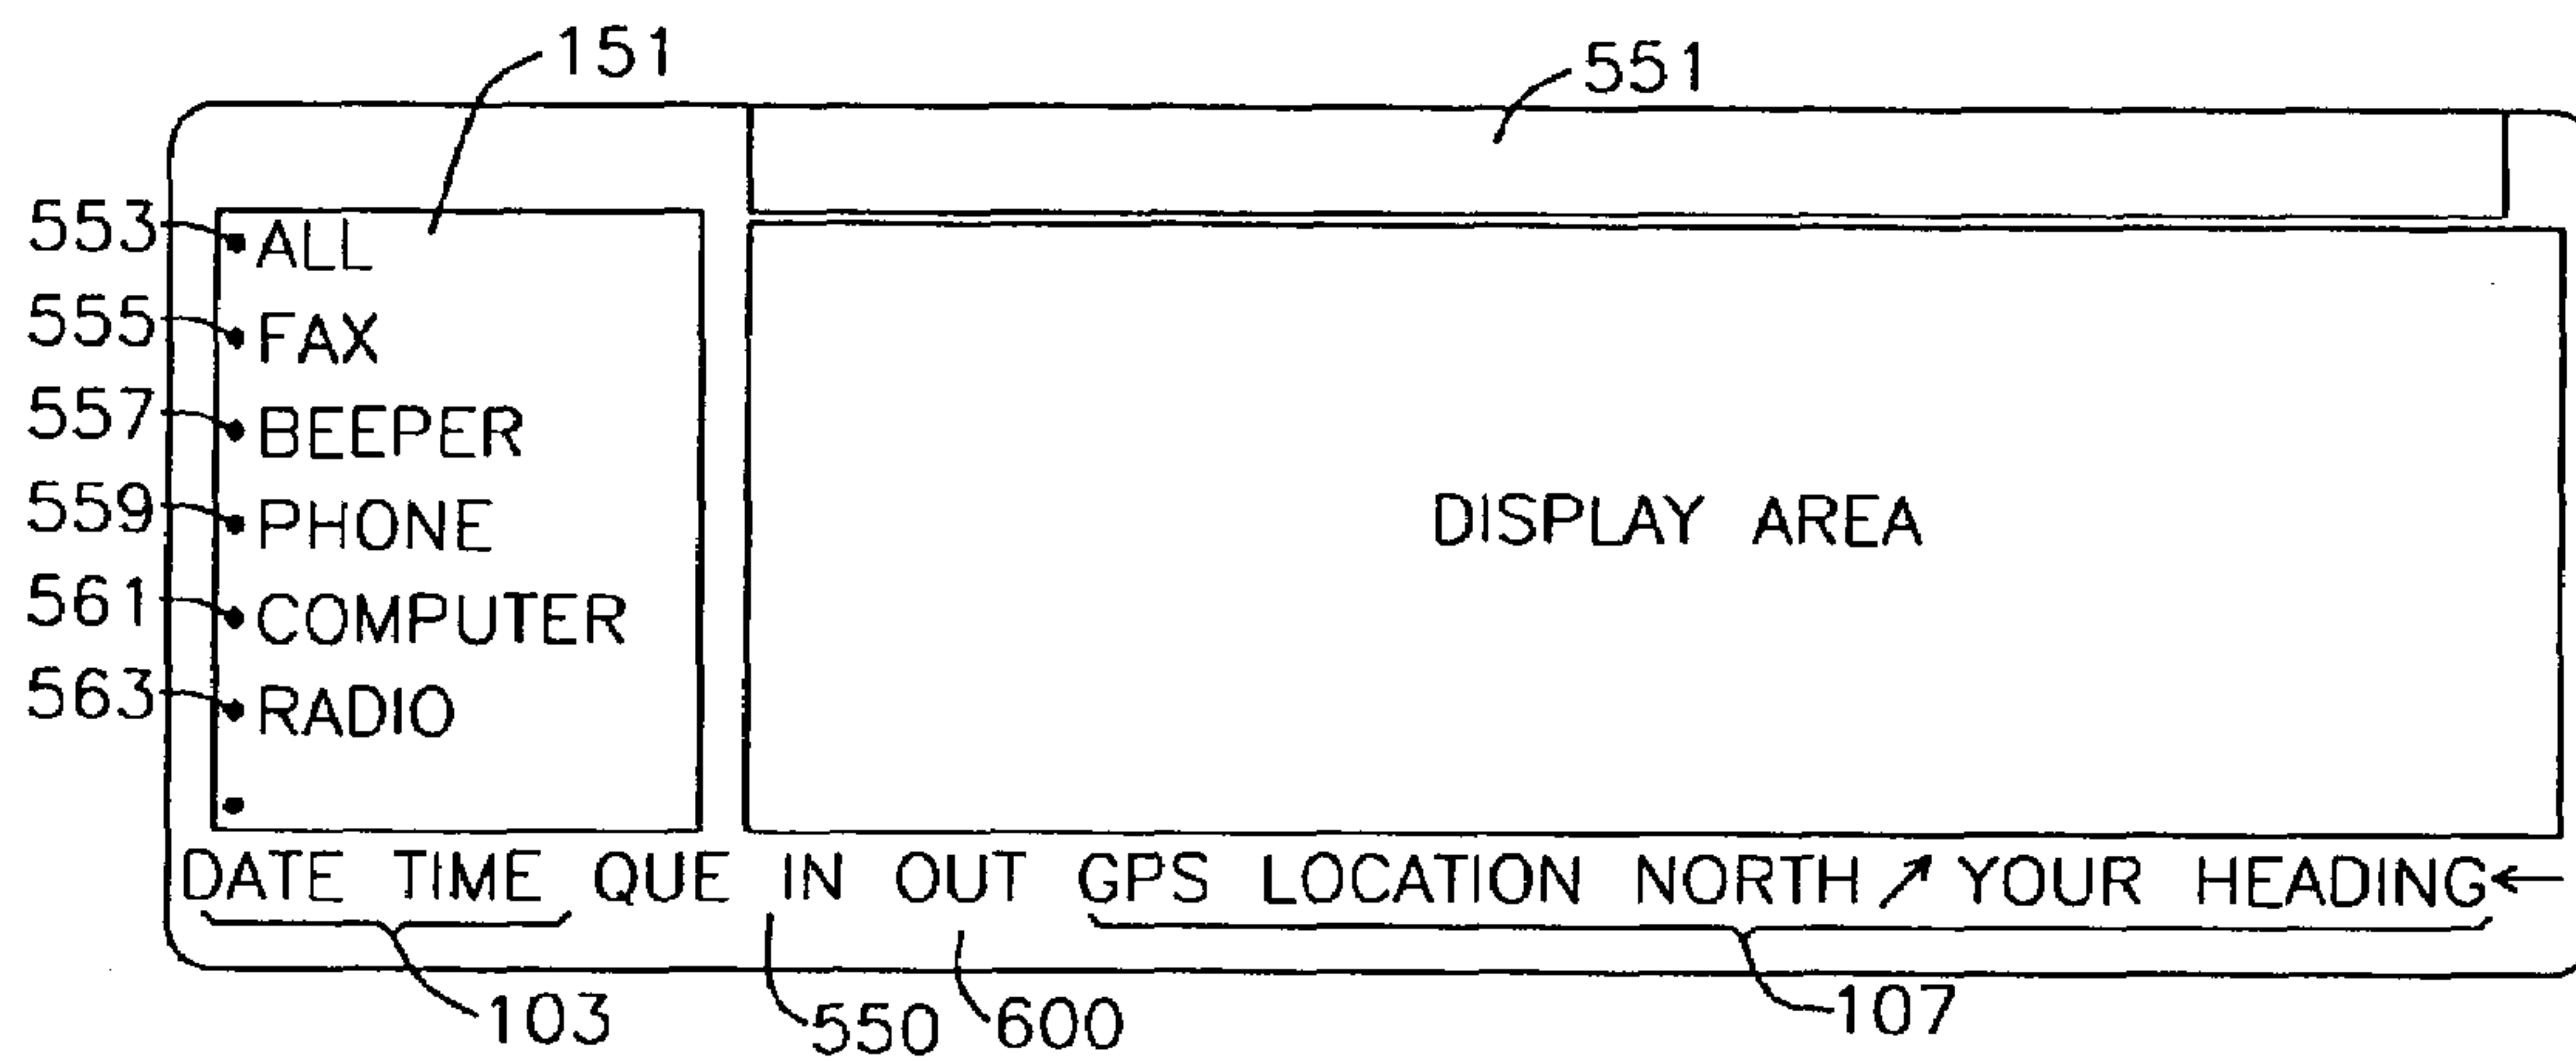 151
551
553 ALL
555 FAX
557 BEEPER
559 PHONE
561 COMPUTER
563 RADIO
DISPLAY AREA
DATE TIME QUE IN OUT GPS LOCATION NORTH↗YOUR HEADING←
103 550 600 107